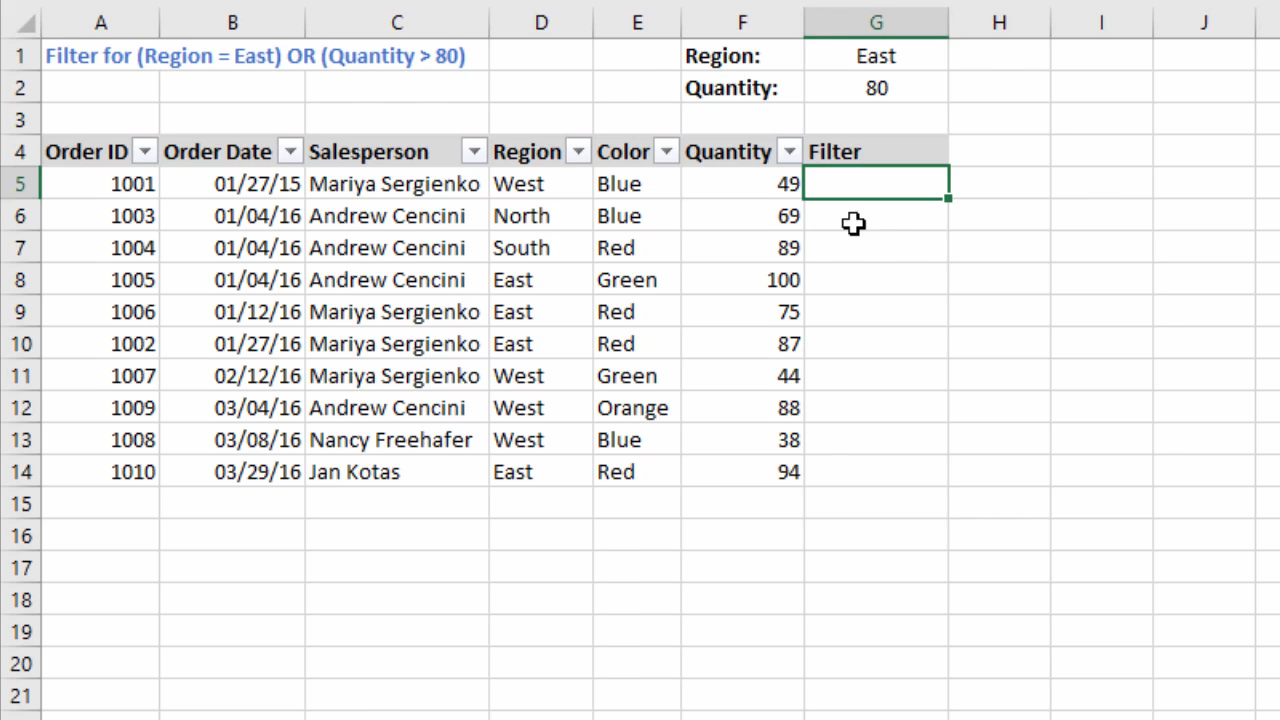 A B C D E F G H I J
1 Filter for (Region = East) OR (Quantity > 80) Region: East
2 Quantity: 80
3
4 Order ID Order Date Salesperson Region Color Quantity Filter
5 1001 01/27/15 Mariya Sergienko West Blue 49
6 1003 01/04/16 Andrew Cencini North Blue 69
7 1004 01/04/16 Andrew Cencini South Red 89
8 1005 01/04/16 Andrew Cencini East Green 100
9 1006 01/12/16 Mariya Sergienko East Red 75
10 1002 01/27/16 Mariya Sergienko East Red 87
11 1007 02/12/16 Mariya Sergienko West Green 44
12 1009 03/04/16 Andrew Cencini West Orange 88
13 1008 03/08/16 Nancy Freehafer West Blue 38
14 1010 03/29/16 Jan Kotas East Red 94
15
16
17
18
19
20
21